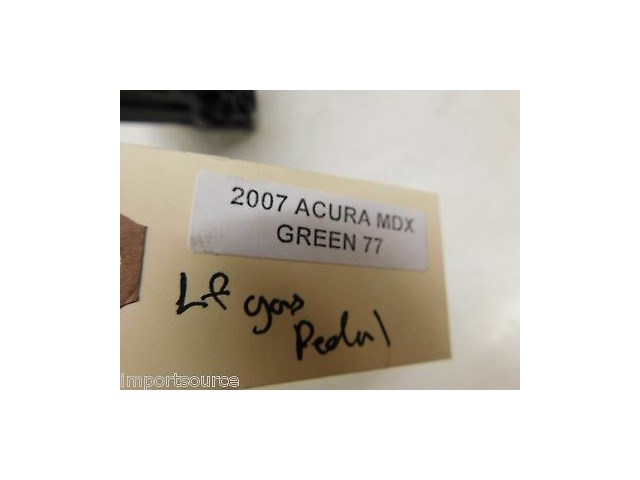 2007 ACURA MDX
GREEN 77
Lf gas
Pedal
importsource